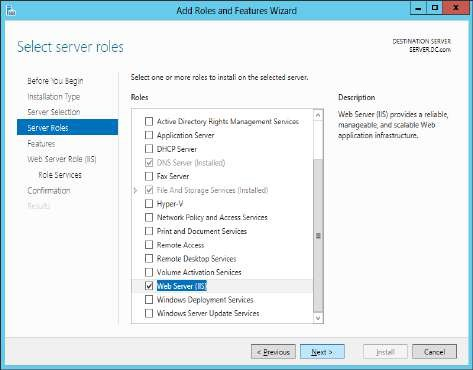 Add Roles and Features Wizard
Select server roles
DESTINATION SERVER
SERVER.DC.com
Before You Begin
Installation Type
Server Selection
Server Roles
Features
Web Server Role (IIS)
Role Services
Confirmation
Results
Select one or more roles to install on the selected server.
Roles
Active Directory Rights Management Services
Application Server
DHCP Server
DNS Server (Installed)
Fax Server
File And Storage Services (Installed)
Hyper-V
Network Policy and Access Services
Print and Document Services
Remote Access
Remote Desktop Services
Volume Activation Services
Web Server (IIS)
Windows Deployment Services
Windows Server Update Services
Description
Web Server (IIS) provides a reliable,
manageable, and scalable Web
application infrastructure.
< Previous
Next >
Install
Cancel